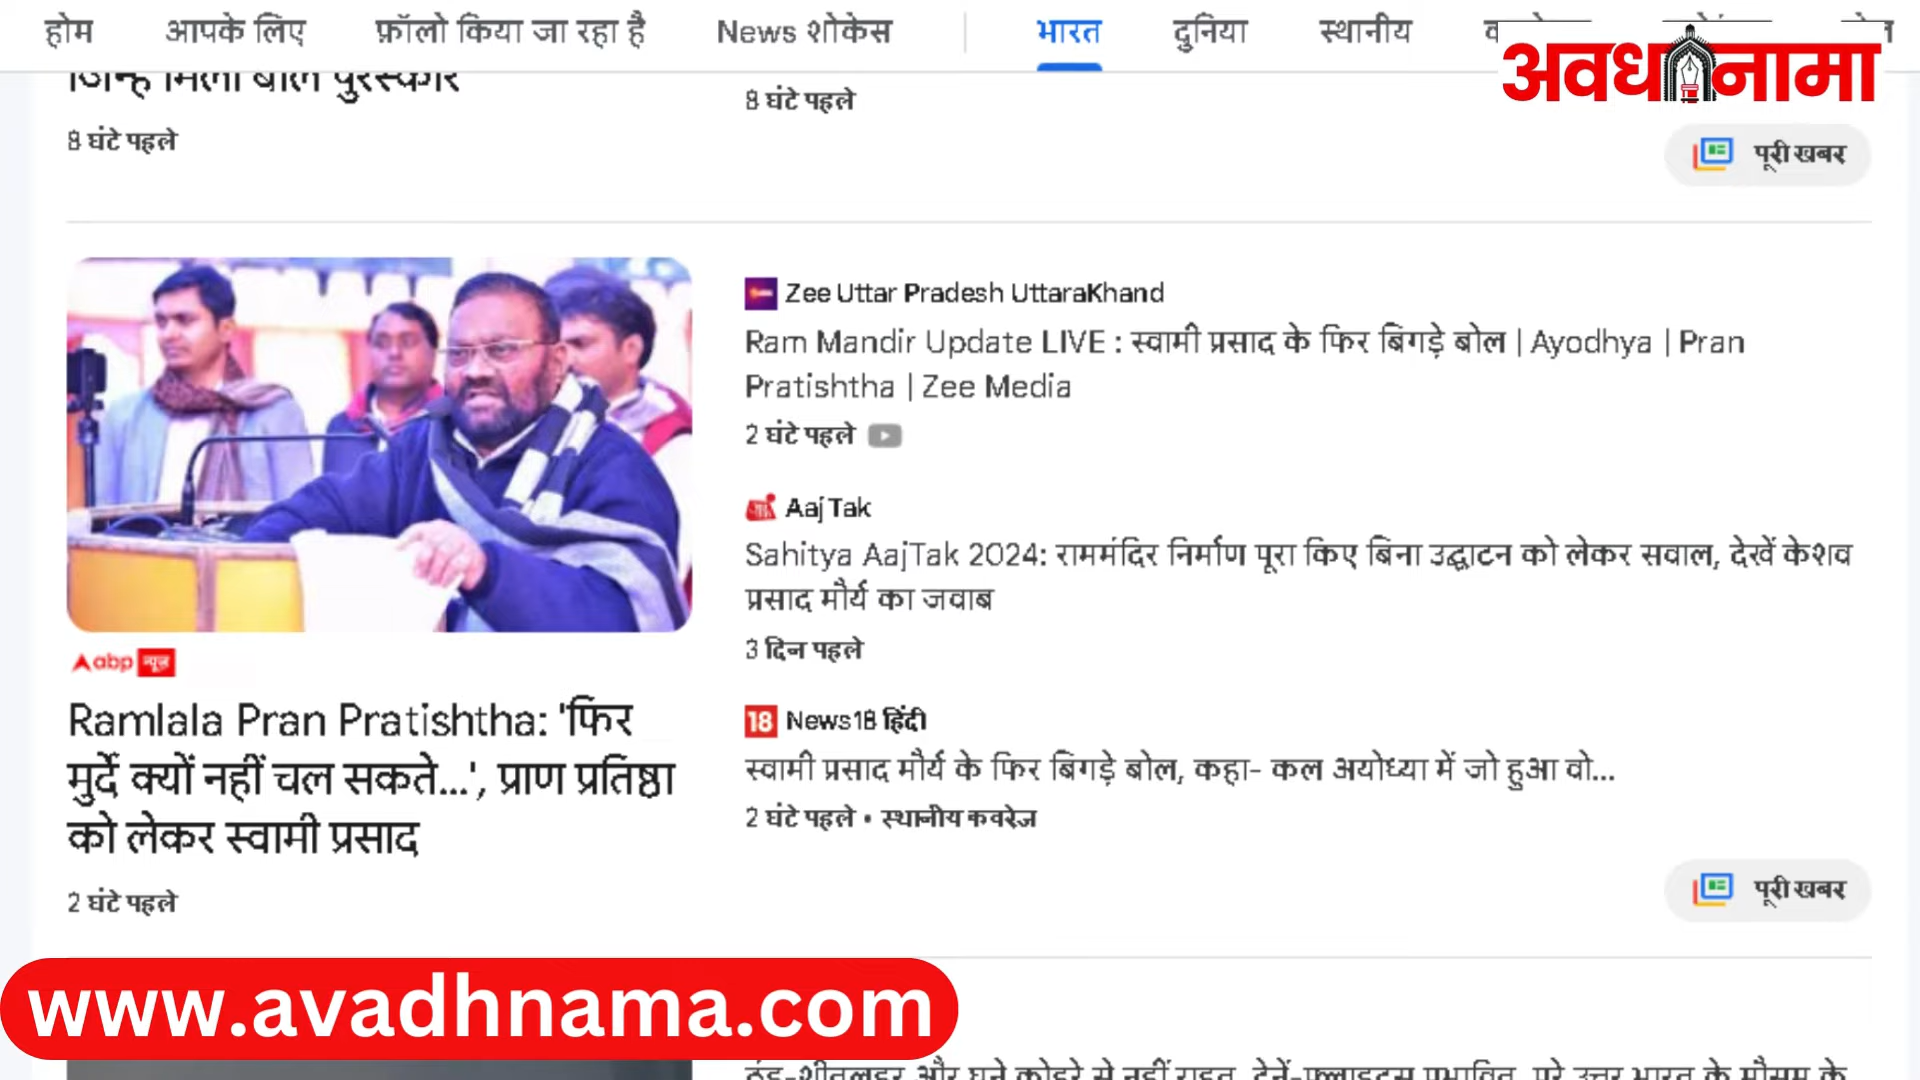 होम आपके लिए फ़ॉलो किया जा रहा है News शोकेस भारत दुनिया स्थानीय
अवधनामा
पुरस्कार
8 घंटे पहले
8 घंटे पहले
पूरी खबर
abp न्यूज़
Ramlala Pran Pratishtha: 'फिर
मुर्दे क्यों नहीं चल सकते...', प्राण प्रतिष्ठा
को लेकर स्वामी प्रसाद
2 घंटे पहले
Zee Uttar Pradesh UttaraKhand
Ram Mandir Update LIVE : स्वामी प्रसाद के फिर बिगड़े बोल | Ayodhya | Pran
Pratishtha | Zee Media
2 घंटे पहले
Aaj Tak
Sahitya AajTak 2024: राममंदिर निर्माण पूरा किए बिना उद्घाटन को लेकर सवाल, देखें केशव
प्रसाद मौर्य का जवाब
3 दिन पहले
18 News18 हिंदी
स्वामी प्रसाद मौर्य के फिर बिगड़े बोल, कहा- कल अयोध्या में जो हुआ वो...
2 घंटे पहले • स्थानीय कवरेज
पूरी खबर
www.avadhnama.com